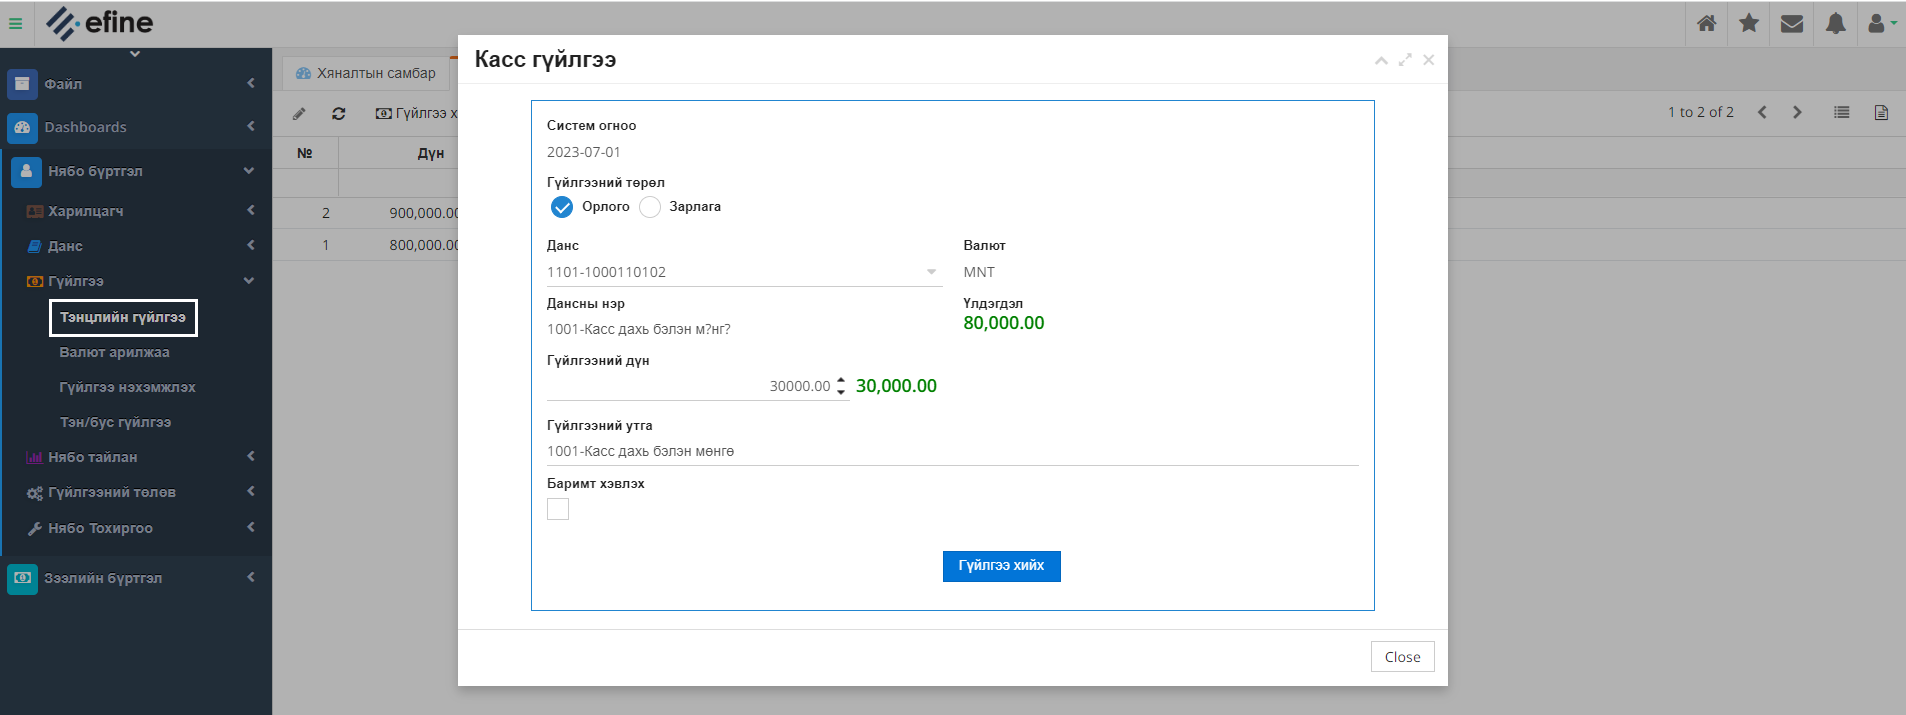 efine
Файл
Dashboards
Нябо бүртгэл
Харилцагч
Данс
Гүйлгээ
Тэнцлийн гүйлгээ
Валют арилжаа
Гүйлгээ нэхэмжлэх
Тэн/бус гүйлгээ
Нябо тайлан
Гүйлгээний төлөв
Нябо Тохиргоо
Зээлийн бүртгэл
Хяналтын самбар
Гүйлгээ х
1 to 2 of 2
№ Дүн
2 900,000.00
1 800,000.00
Касс гүйлгээ
Систем огноо
2023-07-01
Гүйлгээний төрөл
Орлого Зарлага
Данс Валют
1101-1000110102 MNT
Дансны нэр Үлдэгдэл
1001-Касс дахь бэлэн м?нг? 80,000.00
Гүйлгээний дүн
30000.00 30,000.00
Гүйлгээний утга
1001-Касс дахь бэлэн мөнгө
Баримт хэвлэх
Гүйлгээ хийх
Close